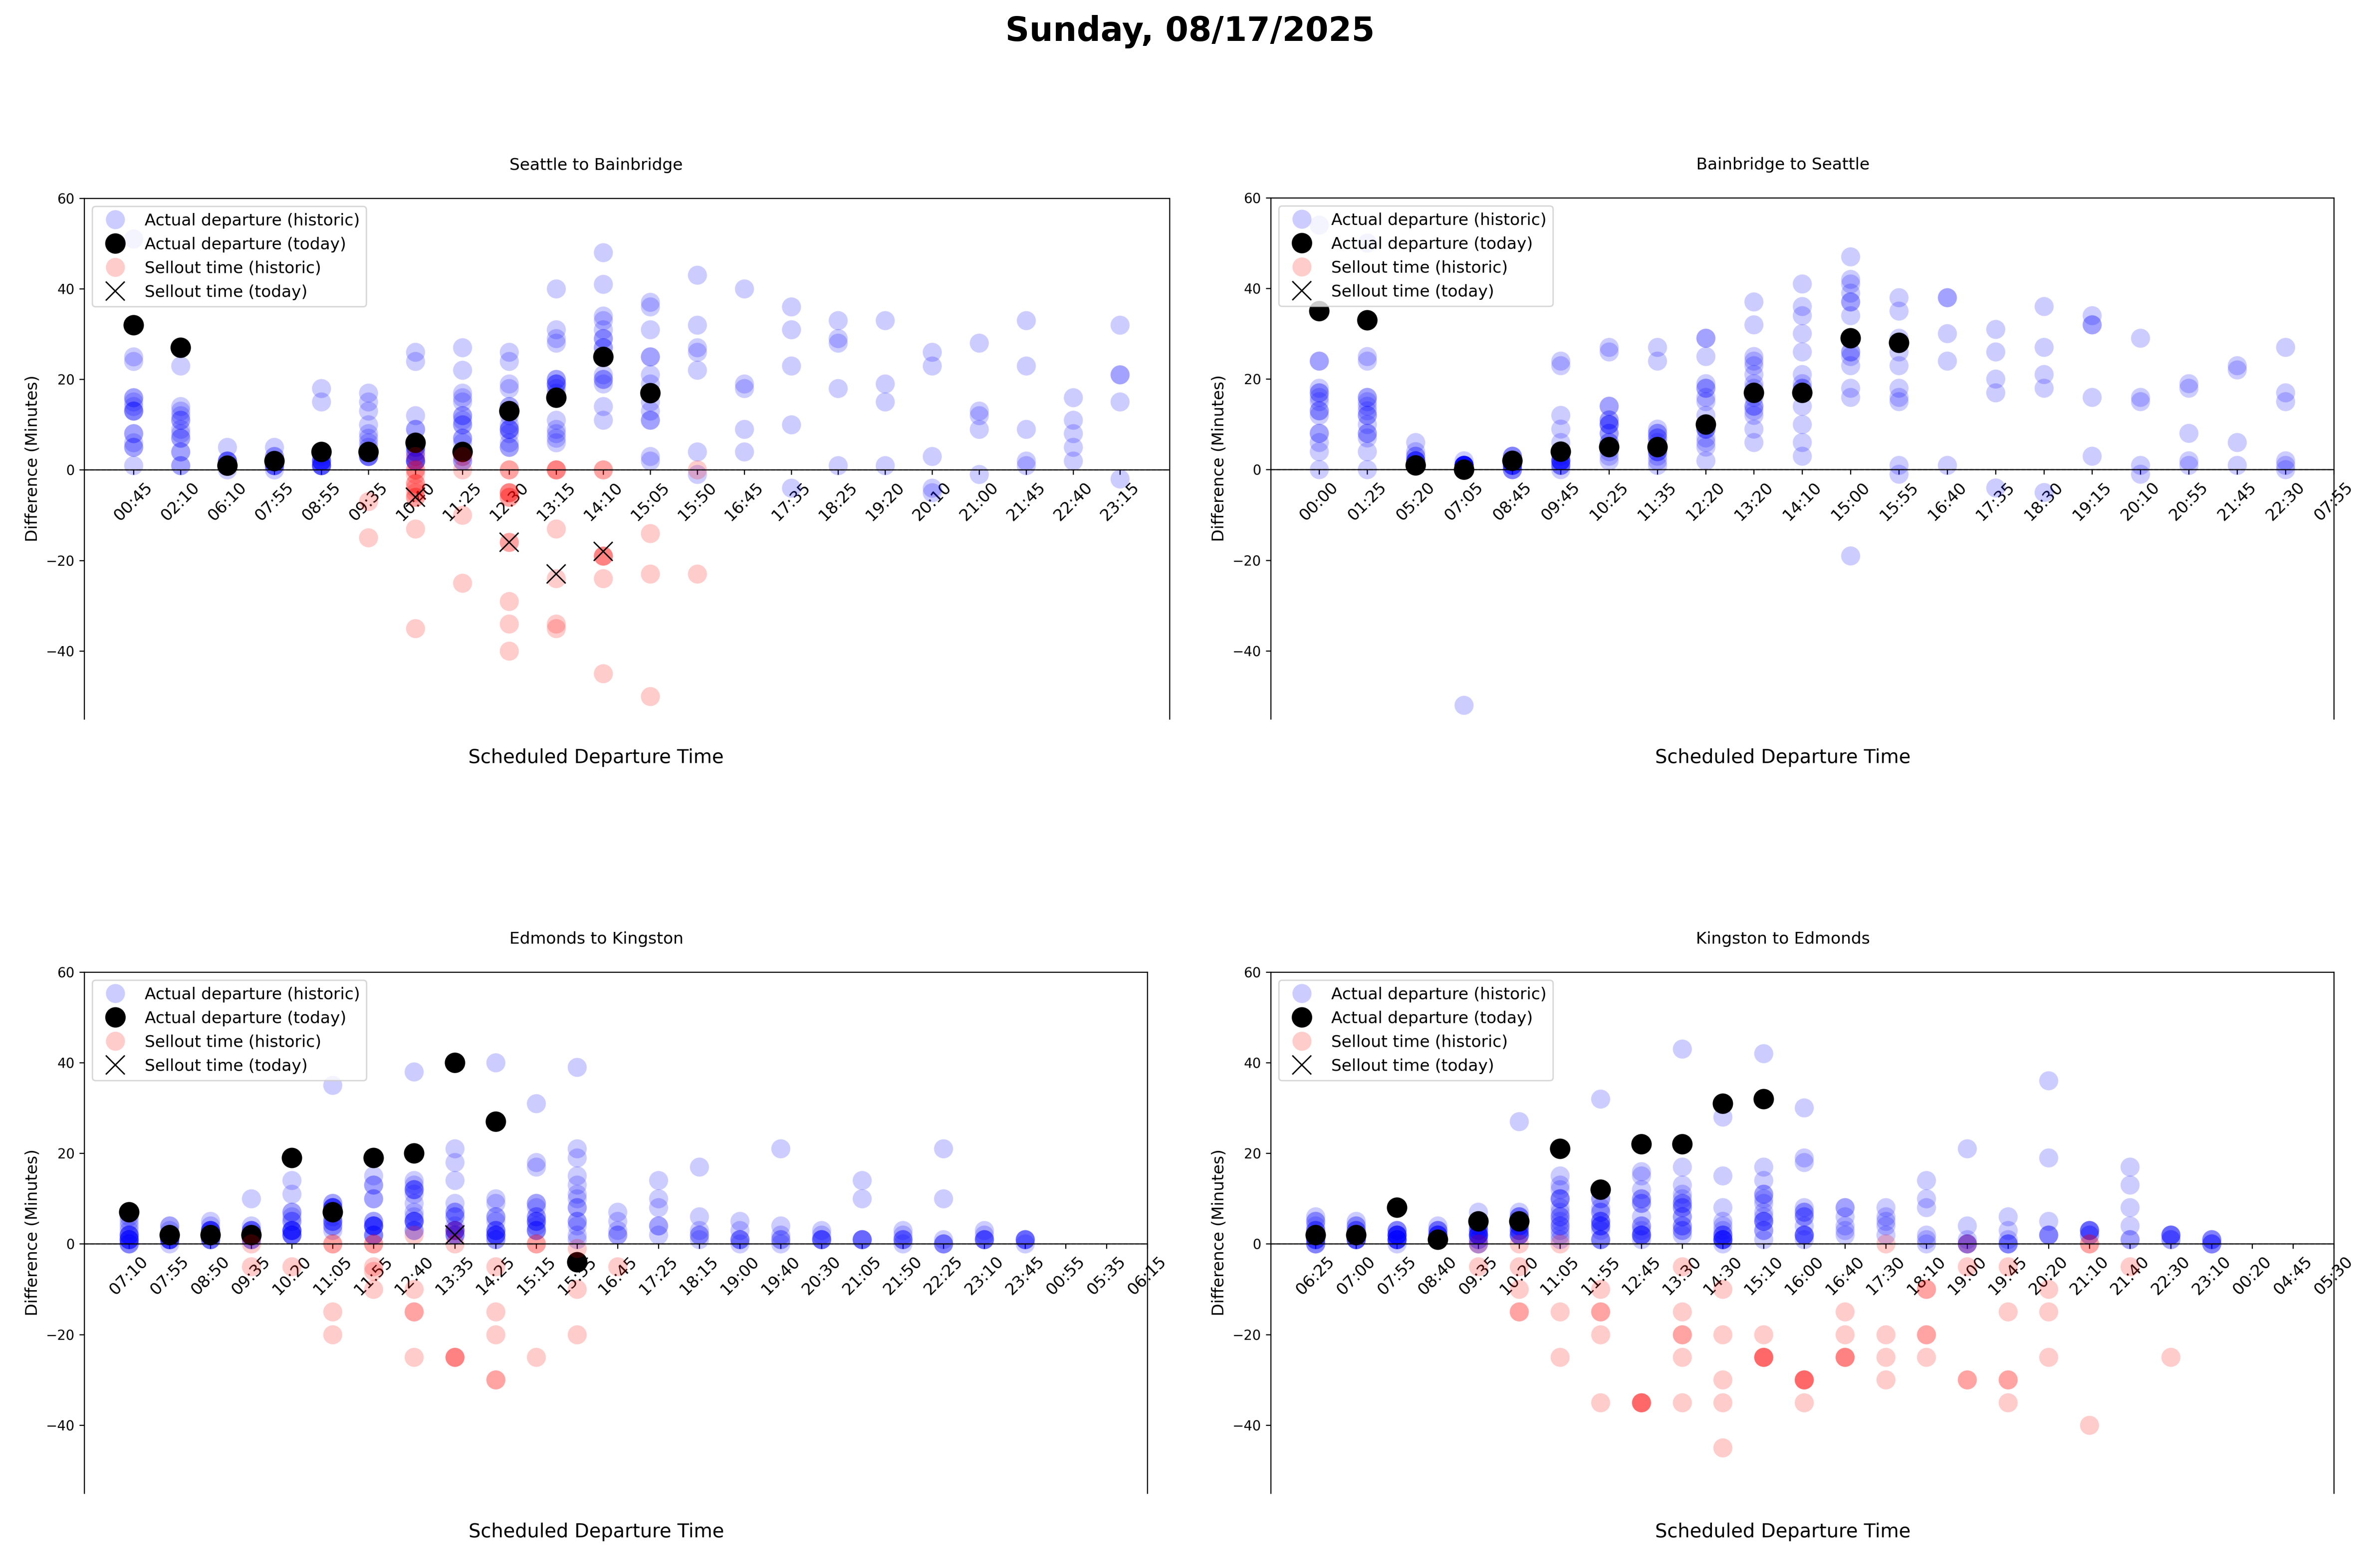 Sunday, 08/17/2025
Seattle to Bainbridge
60
40
20
0
−20
−40
Difference (Minutes)
Actual departure (historic)
Actual departure (today)
Sellout time (historic)
Sellout time (today)
00:45 02:10 06:10 07:55 08:55 09:35 10:40 11:25 12:30 13:15 14:10 15:05 15:50 16:45 17:35 18:25 19:20 20:10 21:00 21:45 22:40 23:15
Scheduled Departure Time
Bainbridge to Seattle
60
40
20
0
−20
−40
Difference (Minutes)
Actual departure (historic)
Actual departure (today)
Sellout time (historic)
Sellout time (today)
00:00 01:25 05:20 07:05 08:45 09:45 10:25 11:35 12:20 13:20 14:10 15:00 15:55 16:40 17:35 18:30 19:15 20:10 20:55 21:45 22:30 07:55
Scheduled Departure Time
Edmonds to Kingston
60
40
20
0
−20
−40
Difference (Minutes)
Actual departure (historic)
Actual departure (today)
Sellout time (historic)
Sellout time (today)
07:10 07:55 08:50 09:35 10:20 11:05 11:55 12:40 13:35 14:25 15:15 15:55 16:45 17:25 18:15 19:00 19:40 20:30 21:05 21:50 22:25 23:10 23:45 00:55 05:35 06:15
Scheduled Departure Time
Kingston to Edmonds
60
40
20
0
−20
−40
Difference (Minutes)
Actual departure (historic)
Actual departure (today)
Sellout time (historic)
Sellout time (today)
06:25 07:00 07:55 08:40 09:35 10:20 11:05 11:55 12:45 13:30 14:30 15:10 16:00 16:40 17:30 18:10 19:00 19:45 20:20 21:10 21:40 22:30 23:10 00:20 04:45 05:30
Scheduled Departure Time